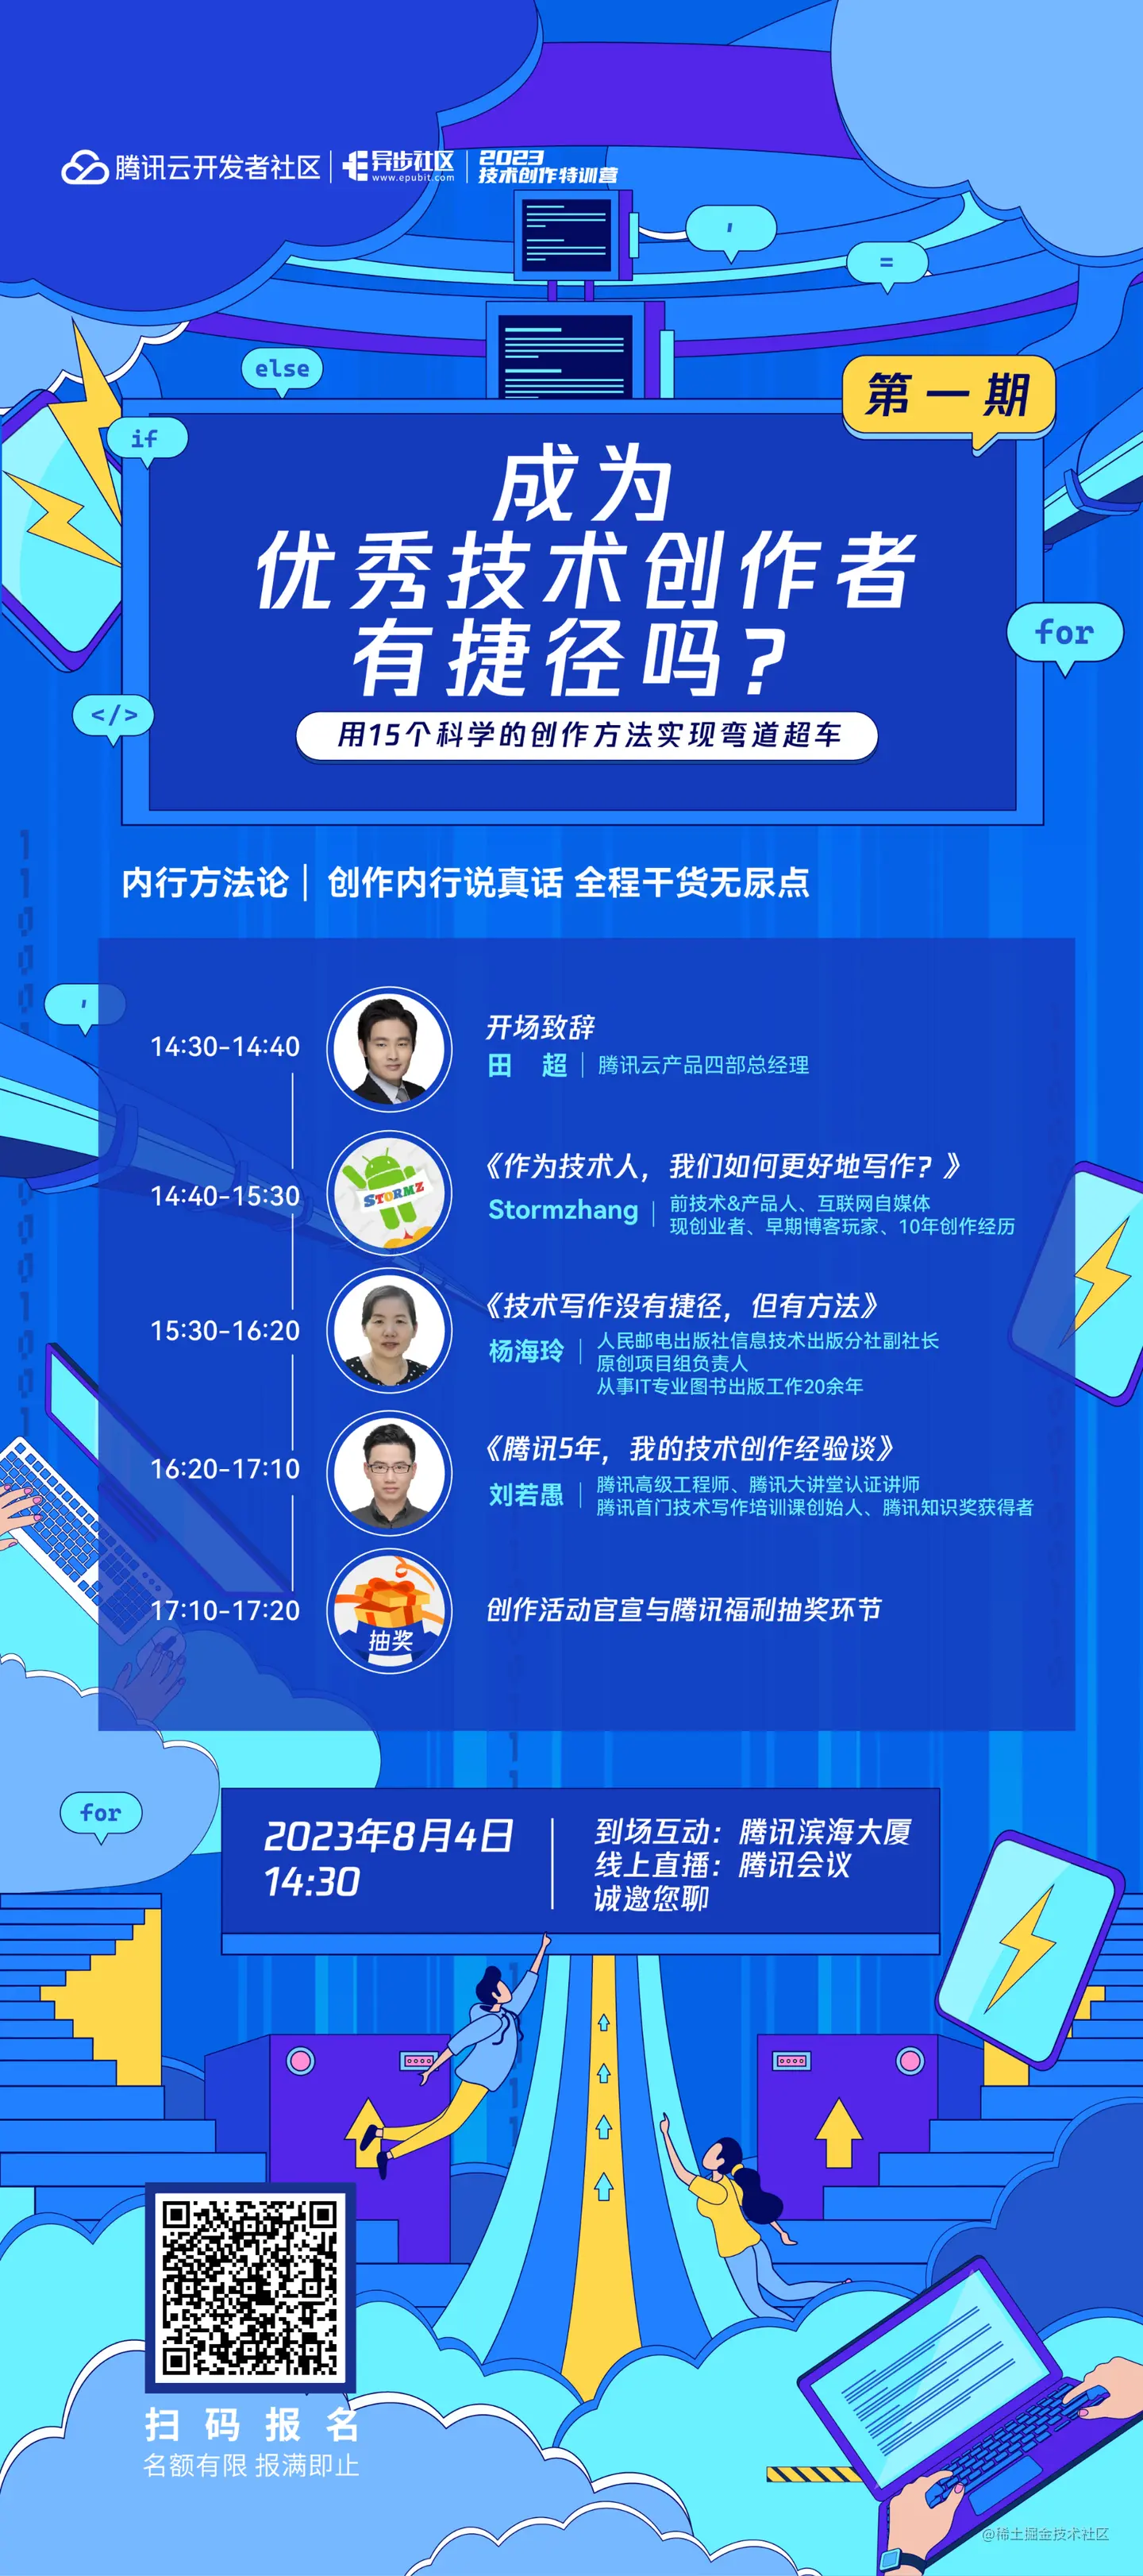 腾讯云开发者社区 异步社区 2023
www.epubit.com 技术创作特训营
'
=
else
第一期
if
成为
优秀技术创作者
有捷径吗?
for
</>
用15个科学的创作方法实现弯道超车
内行方法论 | 创作内行说真话 全程干货无尿点
'
14:30-14:40
开场致辞
田 超 | 腾讯云产品四部总经理
14:40-15:30
STORMZ
《作为技术人，我们如何更好地写作？》
Stormzhang | 前技术&产品人、互联网自媒体
现创业者、早期博客玩家、10年创作经历
15:30-16:20
《技术写作没有捷径，但有方法》
杨海玲 | 人民邮电出版社信息技术出版分社副社长
原创项目组负责人
从事IT专业图书出版工作20余年
16:20-17:10
《腾讯5年，我的技术创作经验谈》
刘若愚 | 腾讯高级工程师、腾讯大讲堂认证讲师
腾讯首门技术写作培训课创始人、腾讯知识奖获得者
17:10-17:20
抽奖
创作活动官宣与腾讯福利抽奖环节
for
2023年8月4日
14:30
到场互动：腾讯滨海大厦
线上直播：腾讯会议
诚邀您聊
扫码报名
名额有限 报满即止
@稀土掘金技术社区